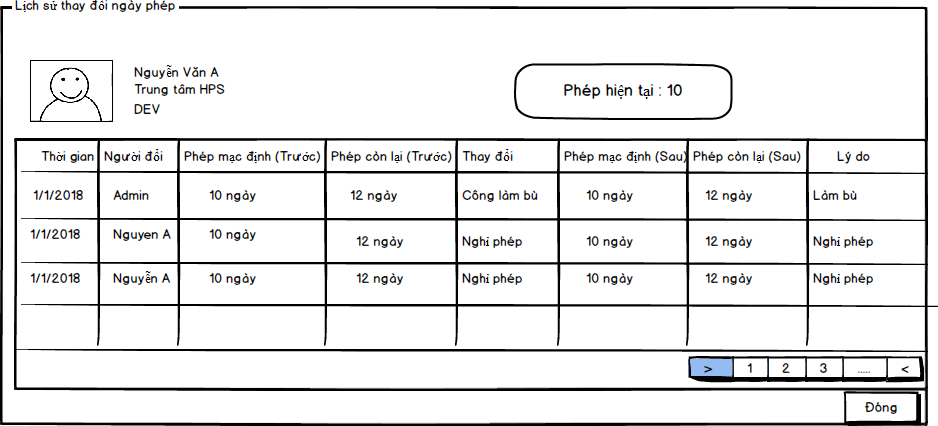 Lịch sử thay đổi ngày phép
Nguyễn Văn A
Trung tâm HPS
DEV
Phép hiện tại : 10
Thời gian Người đổi Phép mạc định (Trước) Phép còn lại (Trước) Thay đổi Phép mạc định (Sau) Phép còn lại (Sau) Lý do
1/1/2018 Admin 10 ngày 12 ngày Công làm bù 10 ngày 12 ngày Làm bù
1/1/2018 Nguyen A 10 ngày 12 ngày Nghỉ phép 10 ngày 12 ngày Nghỉ phép
1/1/2018 Nguyễn A 10 ngày 12 ngày Nghỉ phép 10 ngày 12 ngày Nghỉ phép
> 1 2 3 ..... <
Đóng